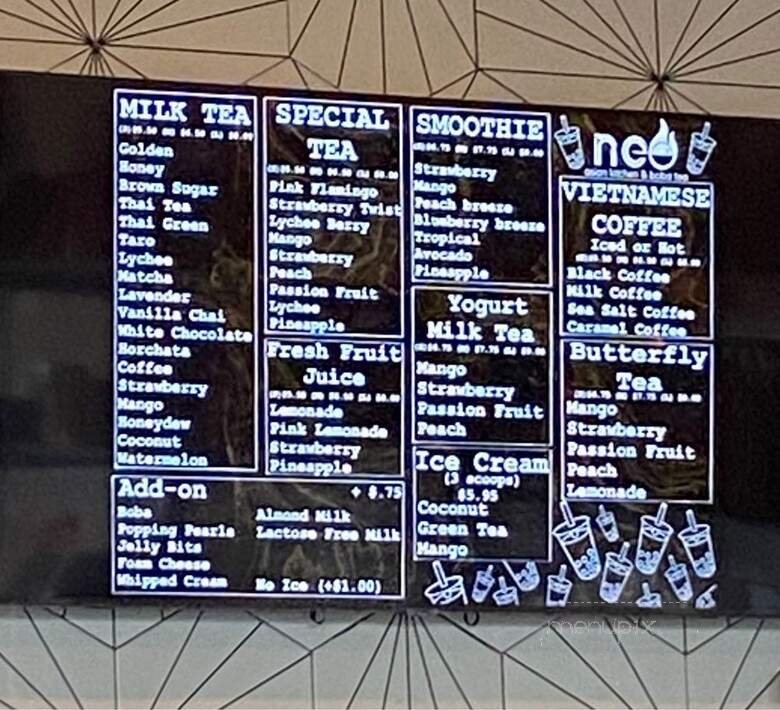 MILK TEA
Golden
Honey
Brown Sugar
Thai Tea
Thai Green
Taro
Lychee
Matcha
Lavender
Vanilla Chai
White Chocolate
Horchata
Coffee
Strawberry
Mango
Honeydew
Coconut
Watermelon
SPECIAL
TEA
Pink Flamingo
Strawberry Twist
Lychee Berry
Mango
Strawberry
Peach
Passion Fruit
Lychee
Pineapple
Fresh Fruit
Juice
Lemonade
Pink Lemonade
Strawberry
Pineapple
Add-on + $.75
Boba
Popping Pearls
Jelly Bits
Foam Cheese
Whipped Cream
Almond Milk
Lactose Free Milk
No Ice (+$1.00)
SMOOTHIE
Strawberry
Mango
Peach breeze
Blueberry breeze
Tropical
Avocado
Pineapple
Yogurt
Milk Tea
Mango
Strawberry
Passion Fruit
Peach
Ice Cream
(3 scoops)
$5.95
Coconut
Green Tea
Mango
neo
asian kitchen & boba tea
VIETNAMESE
COFFEE
Iced or Hot
Black Coffee
Milk Coffee
Sea Salt Coffee
Caramel Coffee
Butterfly
Tea
Mango
Strawberry
Passion Fruit
Peach
Lemonade
menupix